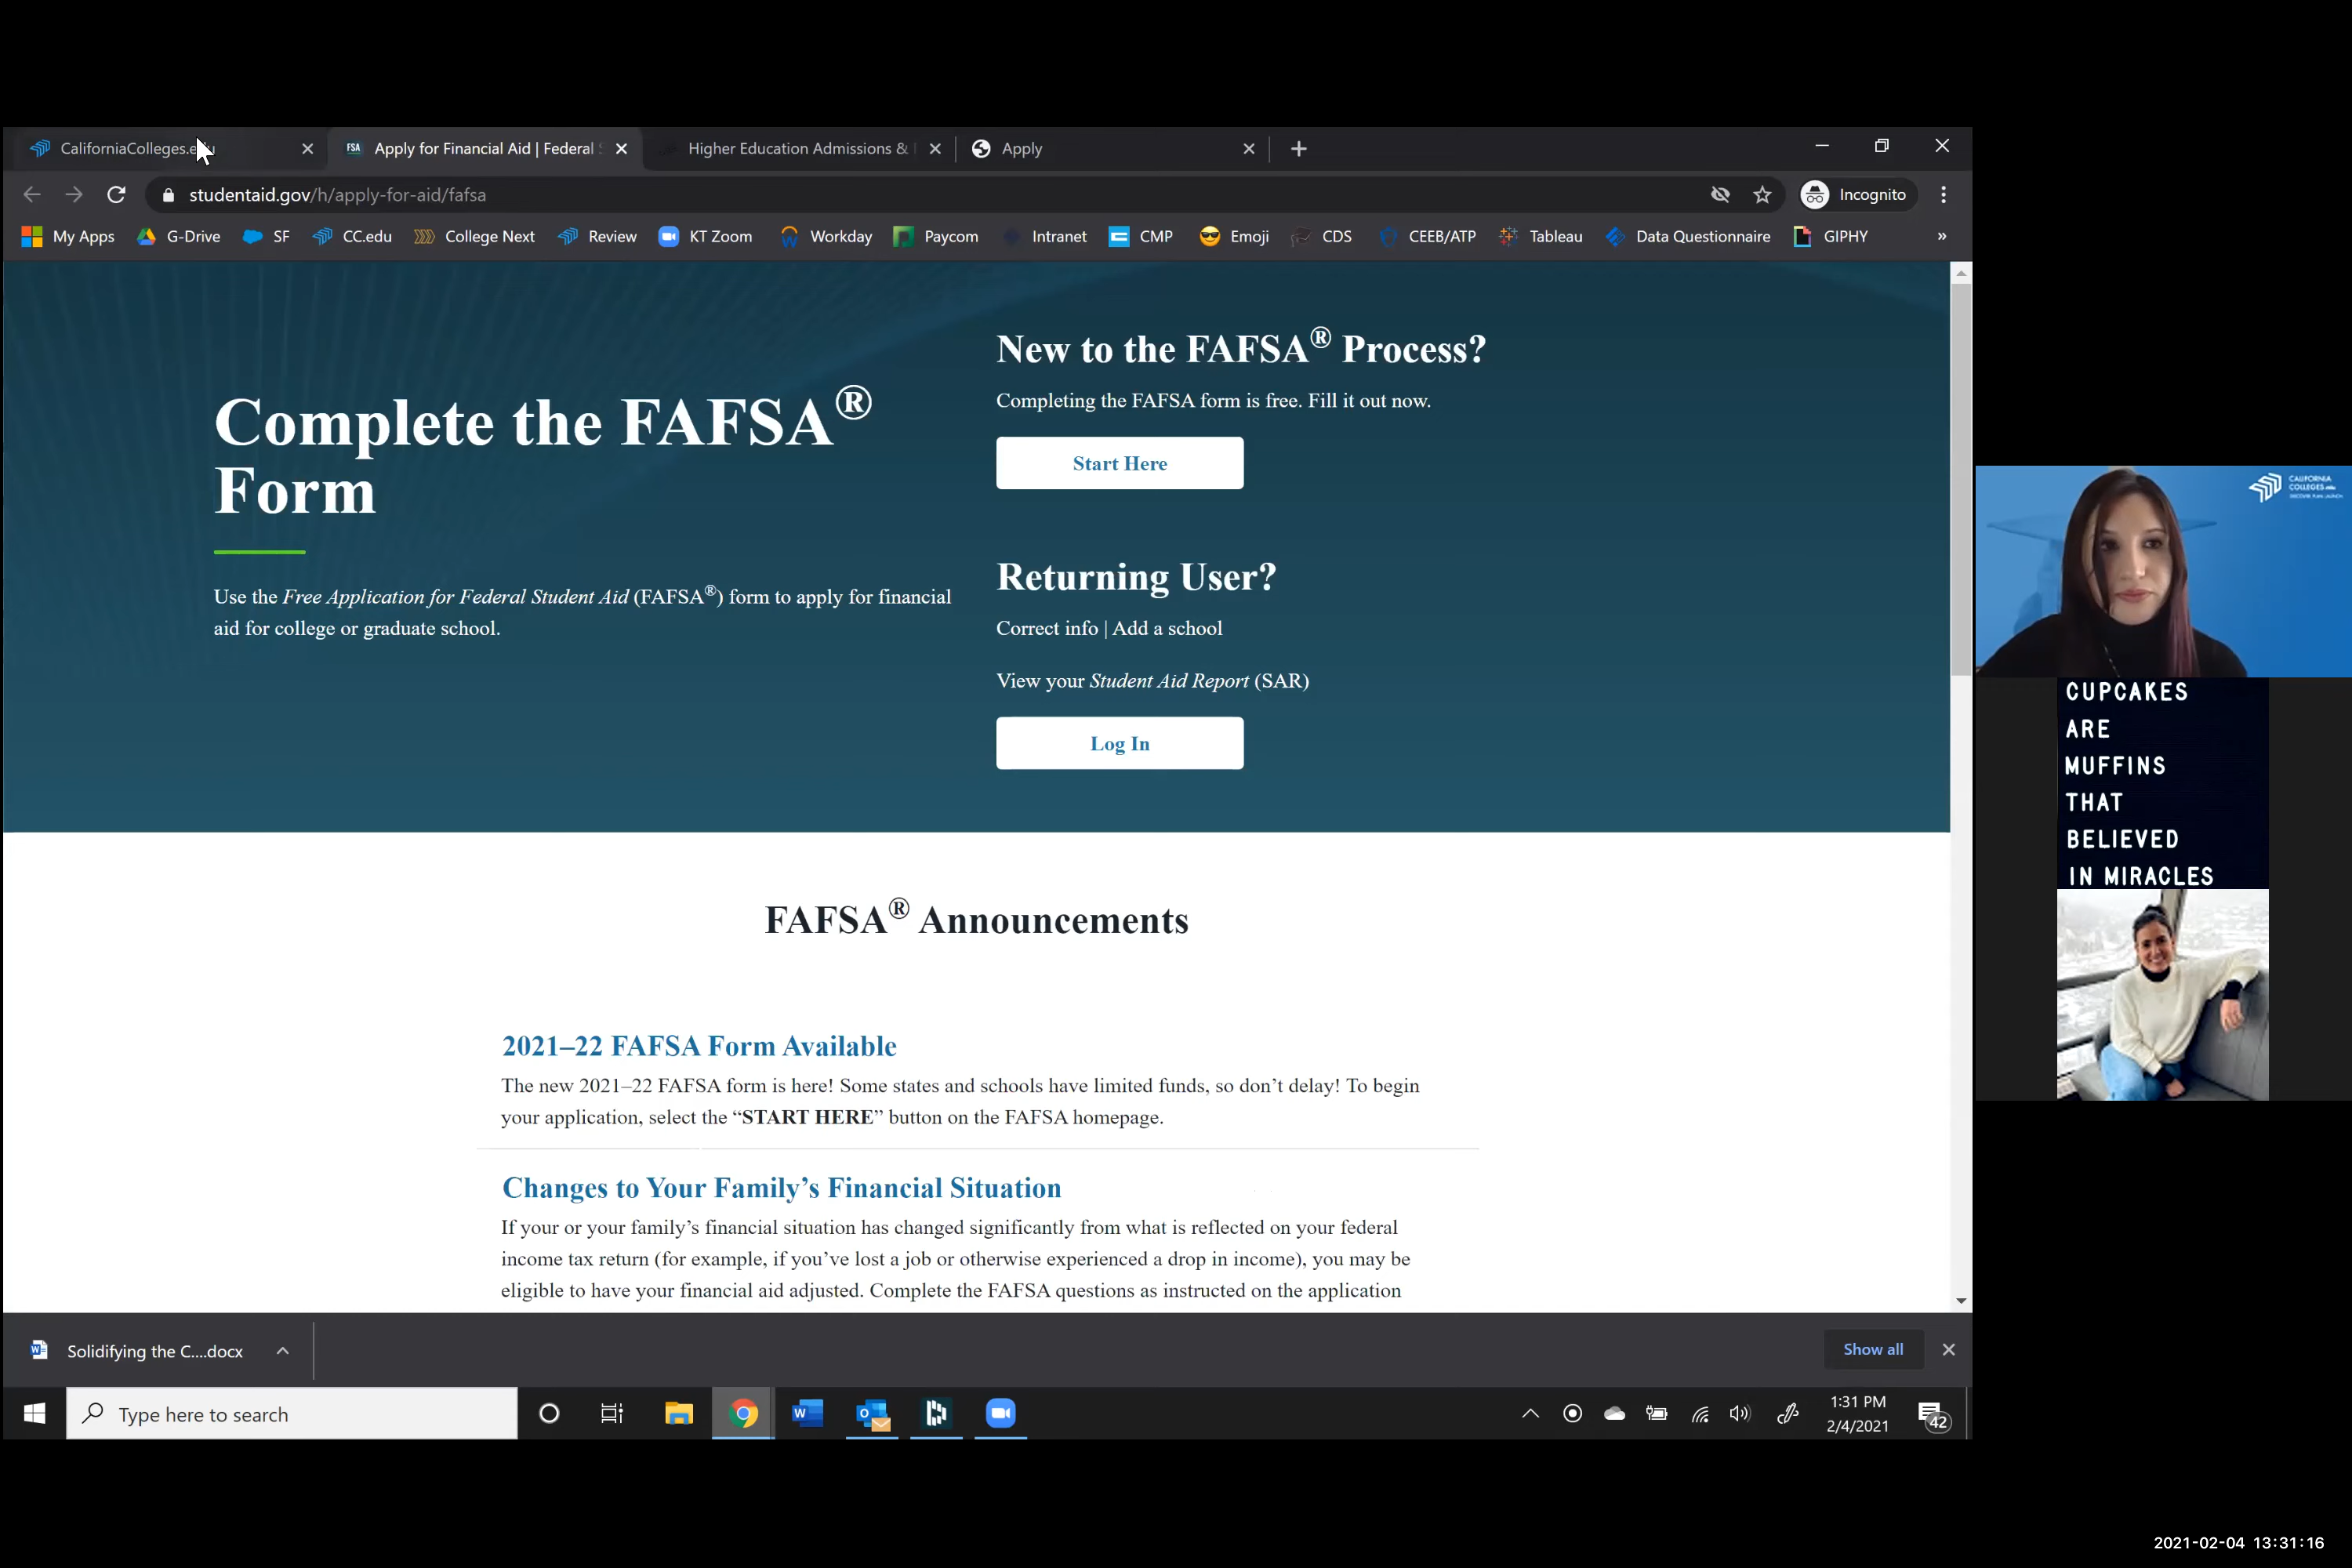 CaliforniaColleges.edu
FSA Apply for Financial Aid | Federal S
Higher Education Admissions &
Apply
studentaid.gov/h/apply-for-aid/fafsa
Incognito
My Apps
G-Drive
SF
CC.edu
College Next
Review
KT Zoom
Workday
Paycom
Intranet
CMP
Emoji
CDS
CEEB/ATP
Tableau
Data Questionnaire
GIPHY
»
Complete the FAFSA®
Form
Use the Free Application for Federal Student Aid (FAFSA®) form to apply for financial
aid for college or graduate school.
New to the FAFSA® Process?
Completing the FAFSA form is free. Fill it out now.
Start Here
Returning User?
Correct info | Add a school
View your Student Aid Report (SAR)
Log In
FAFSA® Announcements
2021–22 FAFSA Form Available
The new 2021–22 FAFSA form is here! Some states and schools have limited funds, so don’t delay! To begin
your application, select the “START HERE” button on the FAFSA homepage.
Changes to Your Family’s Financial Situation
If your or your family’s financial situation has changed significantly from what is reflected on your federal
income tax return (for example, if you’ve lost a job or otherwise experienced a drop in income), you may be
eligible to have your financial aid adjusted. Complete the FAFSA questions as instructed on the application
CALIFORNIA
COLLEGES.edu
DISCOVER. PLAN. LAUNCH.
CUPCAKES
ARE
MUFFINS
THAT
BELIEVED
IN MIRACLES
Solidifying the C....docx
Show all
Type here to search
1:31 PM
2/4/2021
42
2021-02-04 13:31:16